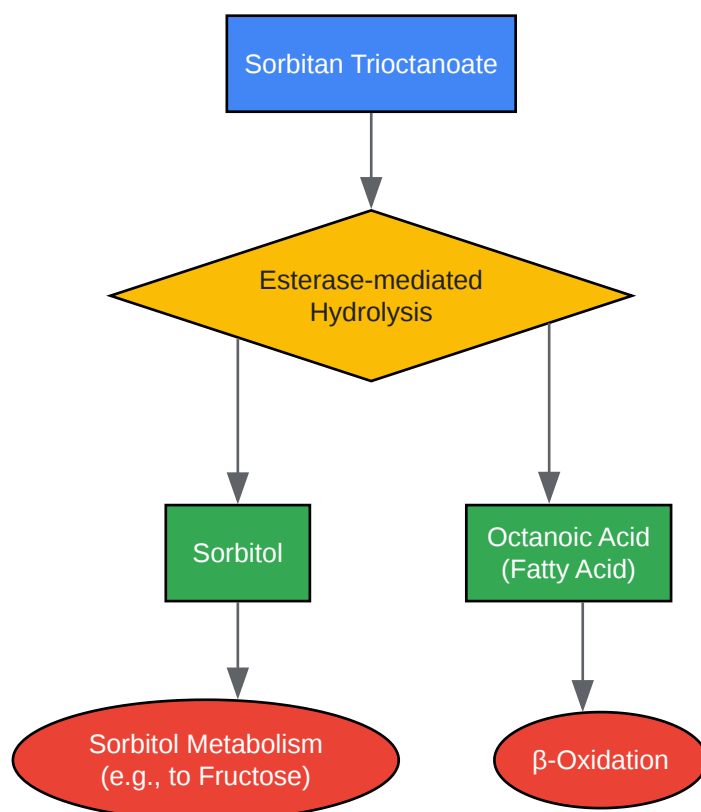 Sorbitan Trioctanoate
Esterase-mediated
Hydrolysis
Sorbitol
Octanoic Acid
(Fatty Acid)
Sorbitol Metabolism
(e.g., to Fructose)
β-Oxidation